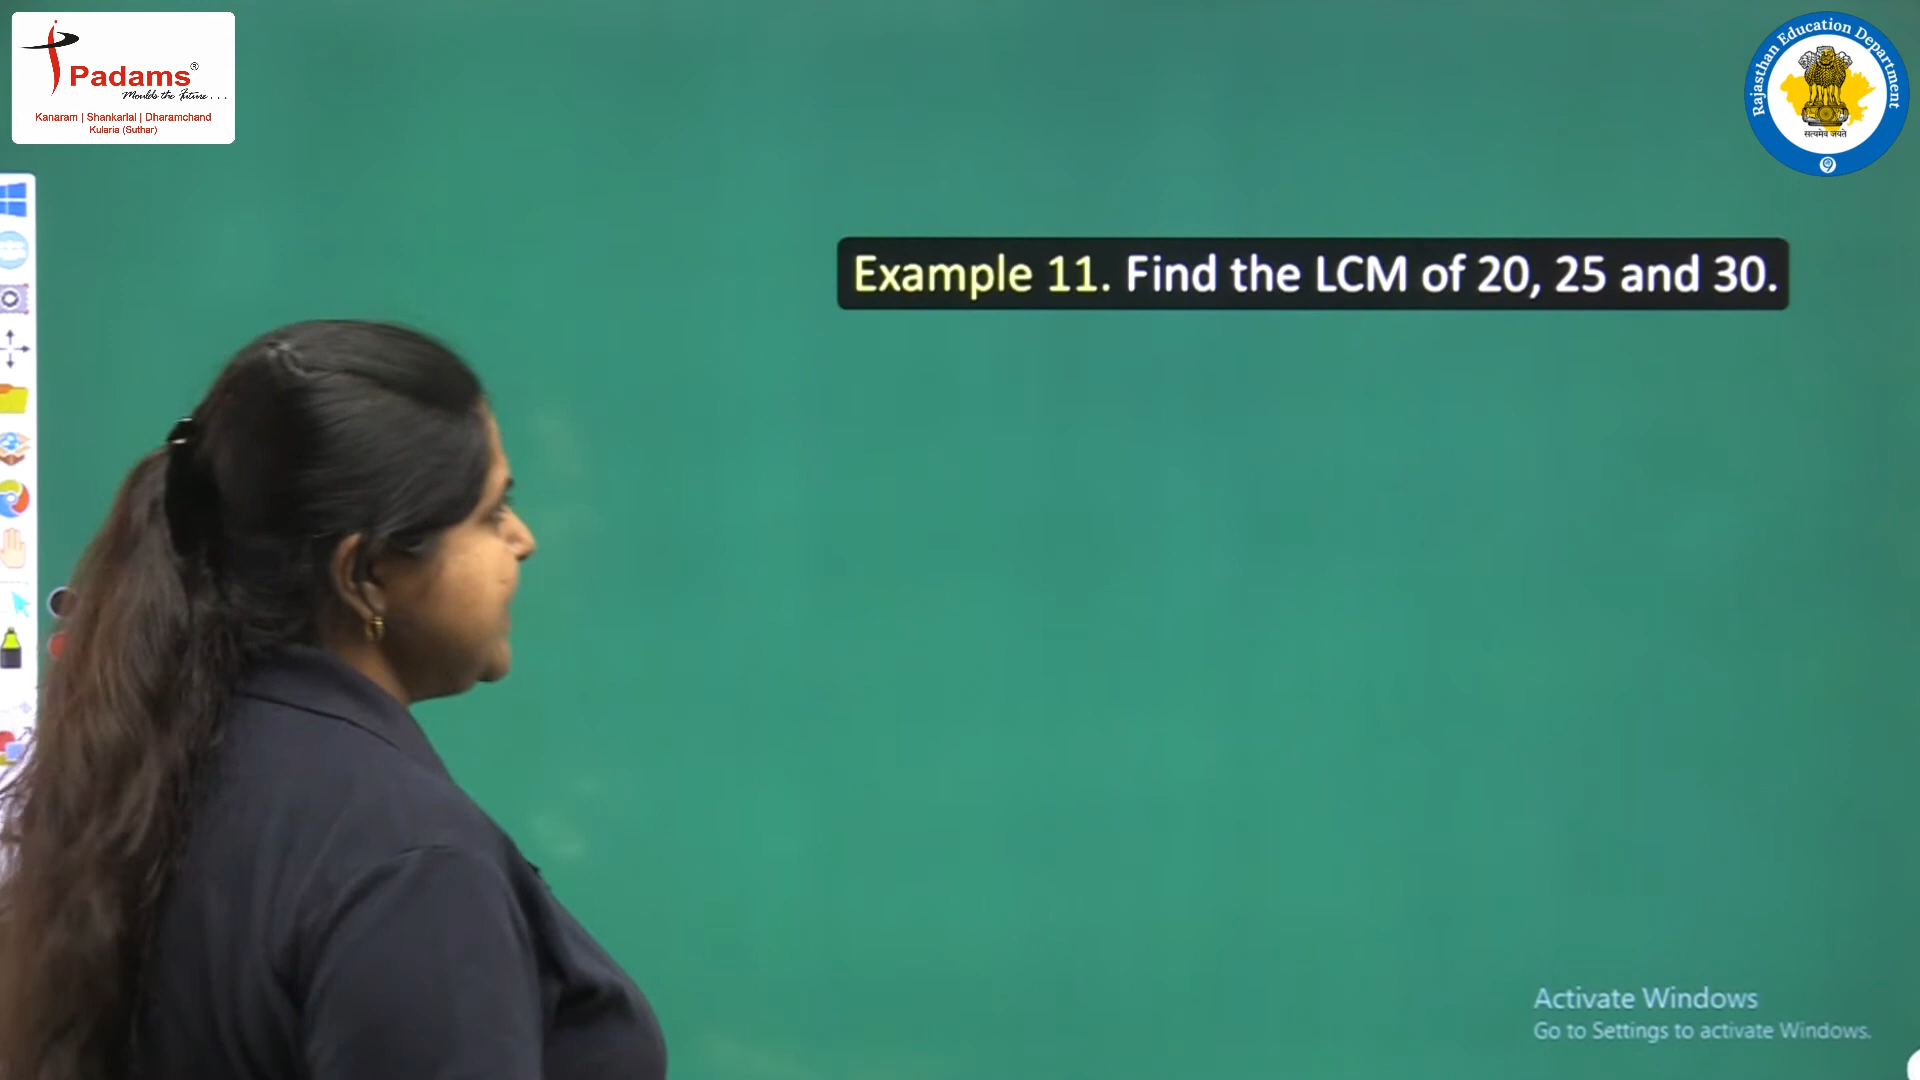 Padams®
Moulds the Future . . .
Kanaram | Shankarlal | Dharamchand
Kularia (Suthar)
Rajasthan Education Department
सत्यमेव जयते
Example 11. Find the LCM of 20, 25 and 30.
Activate Windows
Go to Settings to activate Windows.